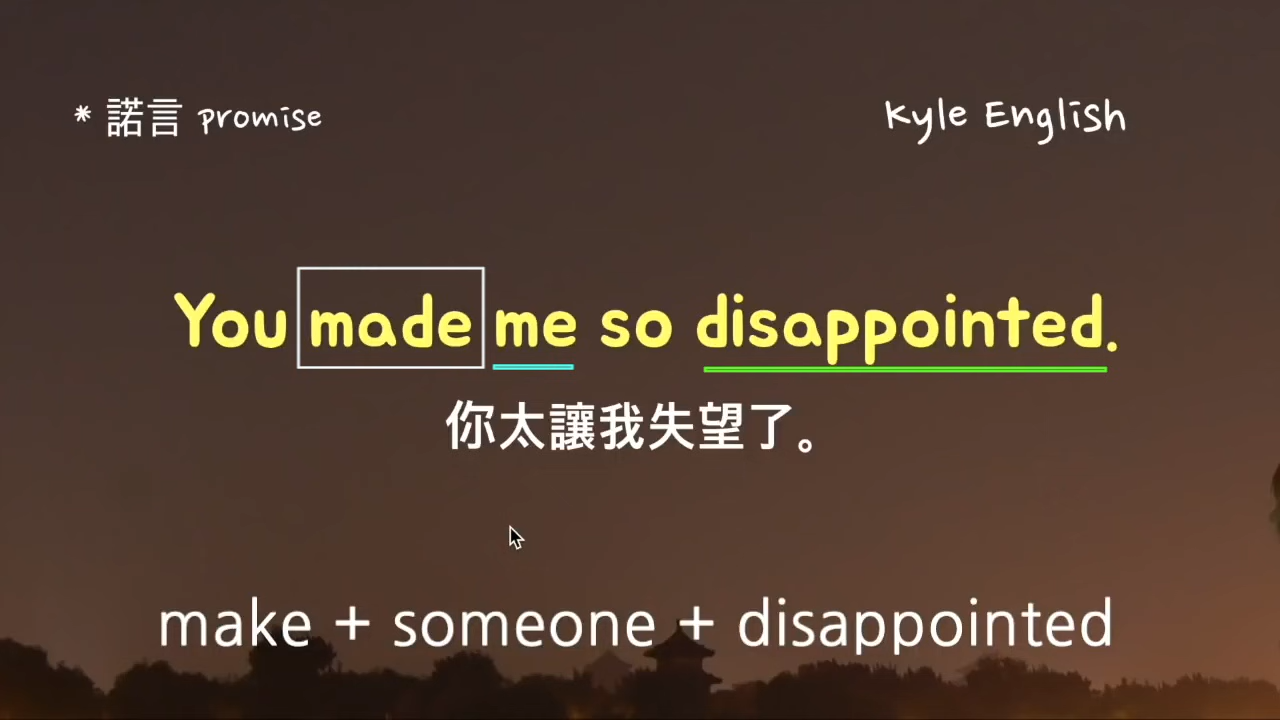 * 諾言 promise
Kyle English
You made me so disappointed.
你太讓我失望了。
make + someone + disappointed